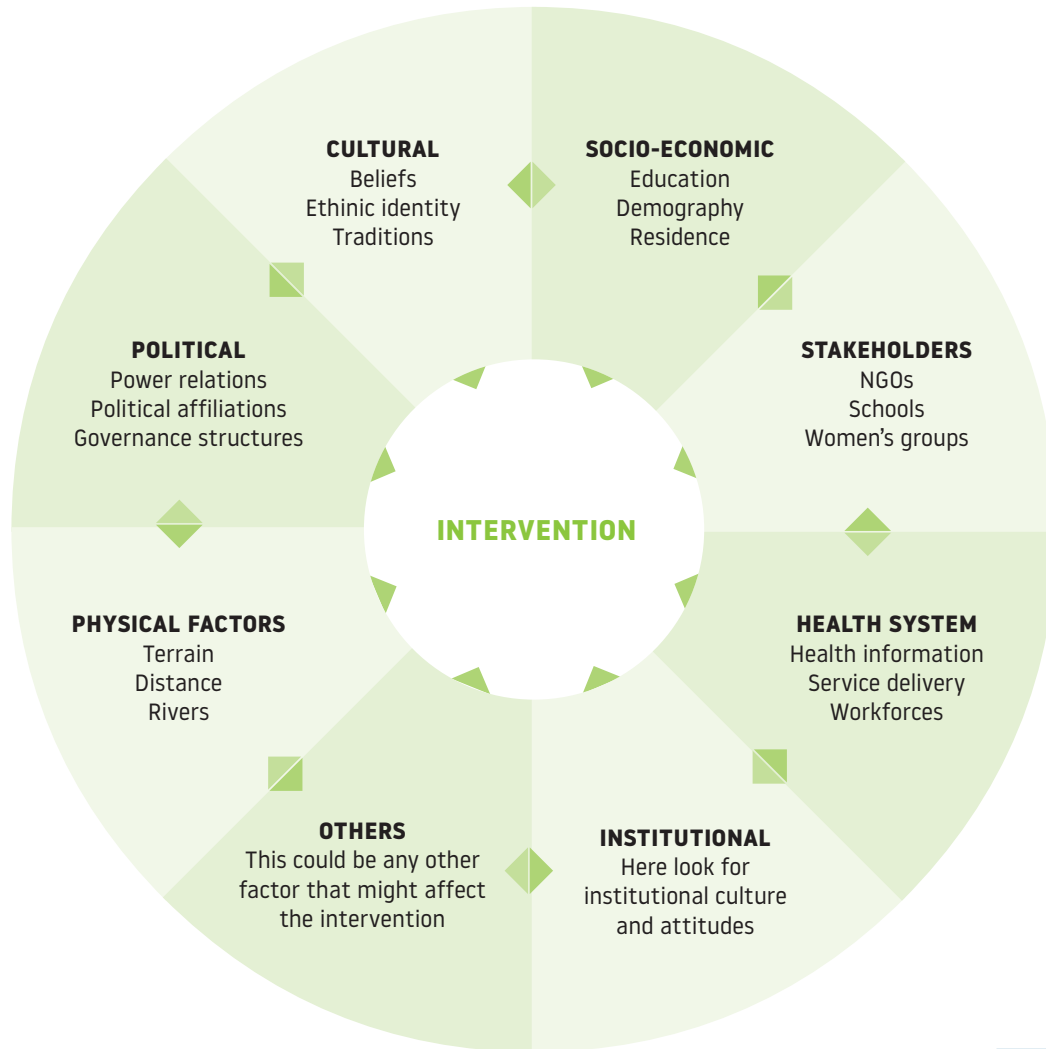 CULTURAL
Beliefs
Ethinic identity
Traditions
SOCIO-ECONOMIC
Education
Demography
Residence
POLITICAL
Power relations
Political affiliations
Governance structures
STAKEHOLDERS
NGOs
Schools
Women’s groups
INTERVENTION
PHYSICAL FACTORS
Terrain
Distance
Rivers
HEALTH SYSTEM
Health information
Service delivery
Workforces
OTHERS
This could be any other
factor that might affect
the intervention
INSTITUTIONAL
Here look for
institutional culture
and attitudes